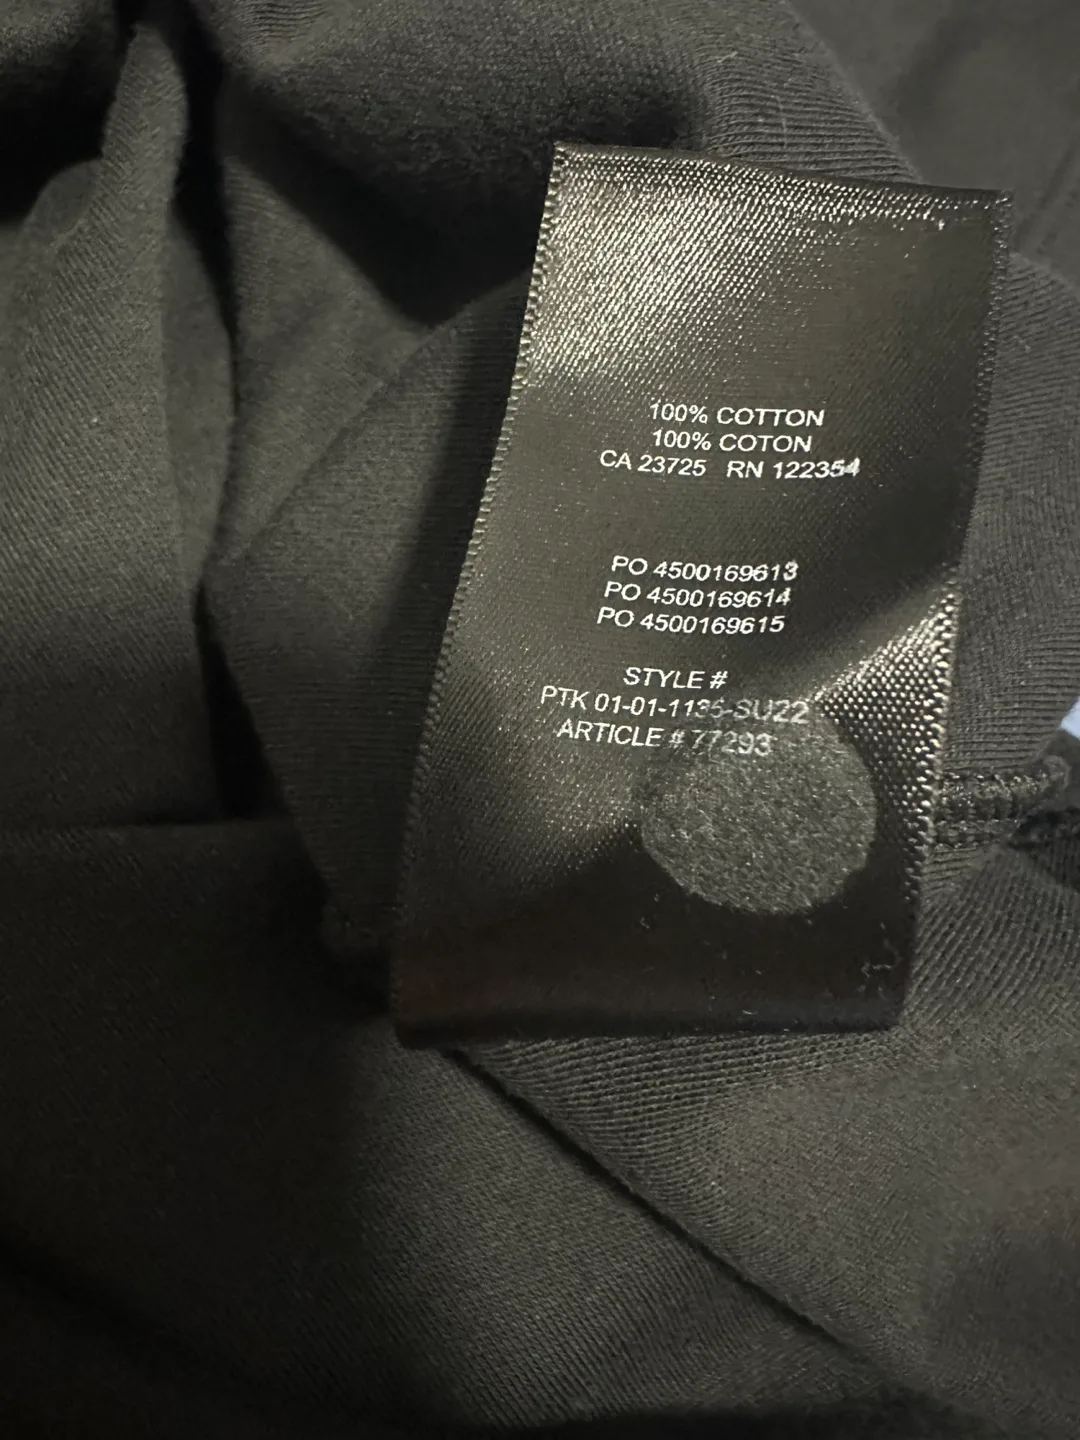 100% COTTON
100% COTON
CA 23725 RN 122354
PO 4500169613
PO 4500169614
PO 4500169615
STYLE #
PTK 01-01-1135-SU22
ARTICLE # 77293